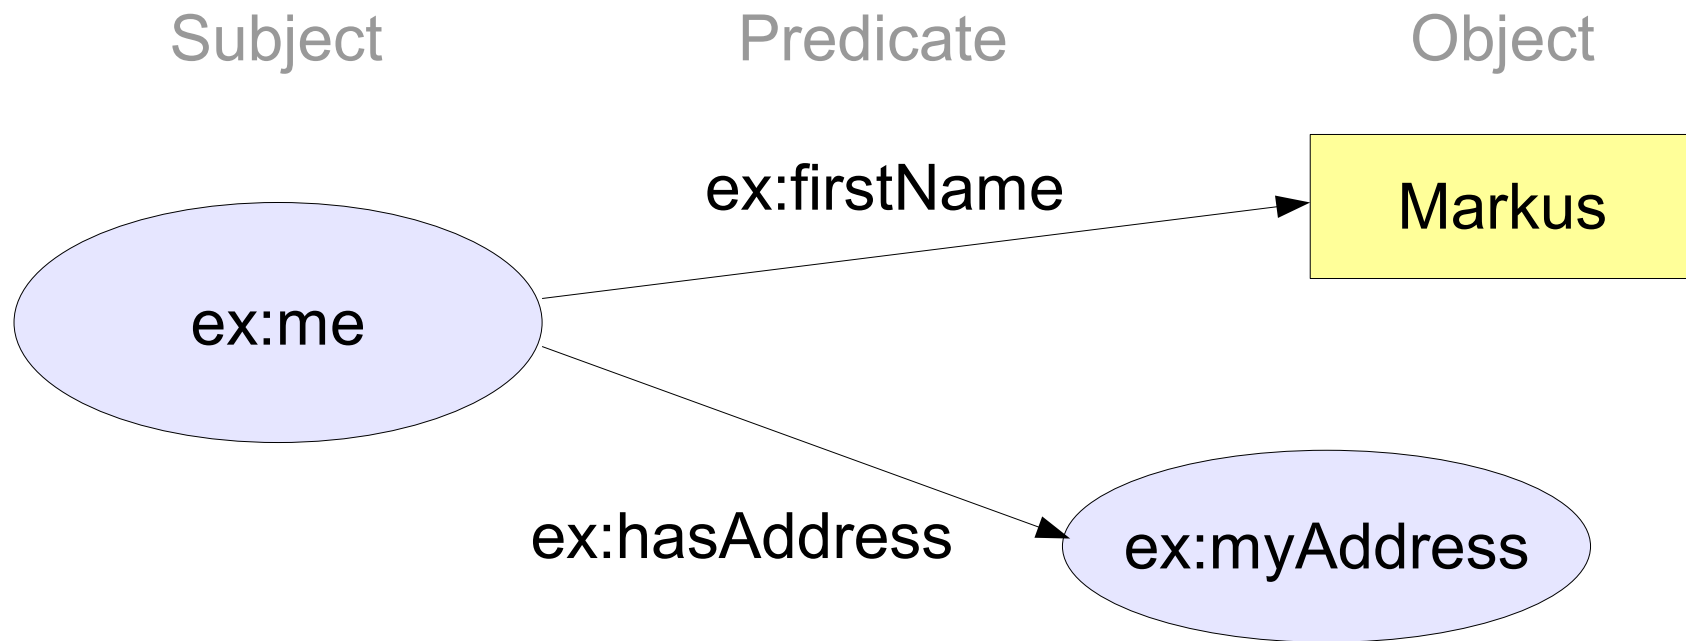 Subject Predicate Object
ex:firstName
Markus
ex:me
ex:hasAddress
ex:myAddress